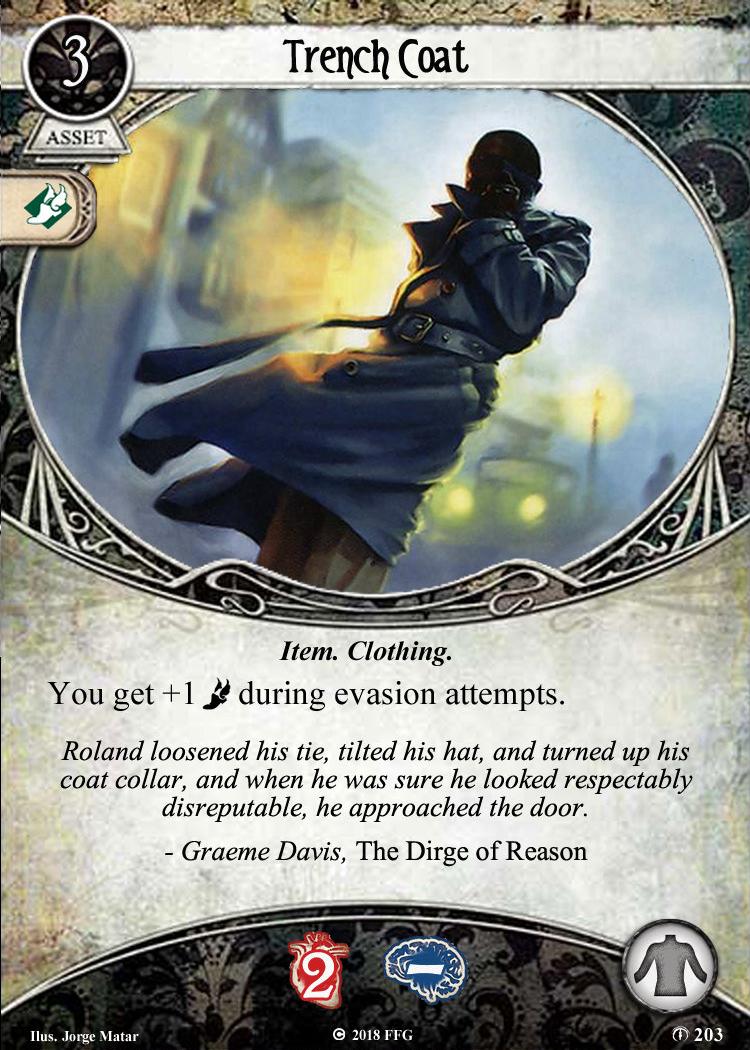 3
Trench Coat
ASSET
Item. Clothing.
You get +1 during evasion attempts.
Roland loosened his tie, tilted his hat, and turned up his
coat collar, and when he was sure he looked respectably
disreputable, he approached the door.
- Graeme Davis, The Dirge of Reason
2
–
Ilus. Jorge Matar
© 2018 FFG
203